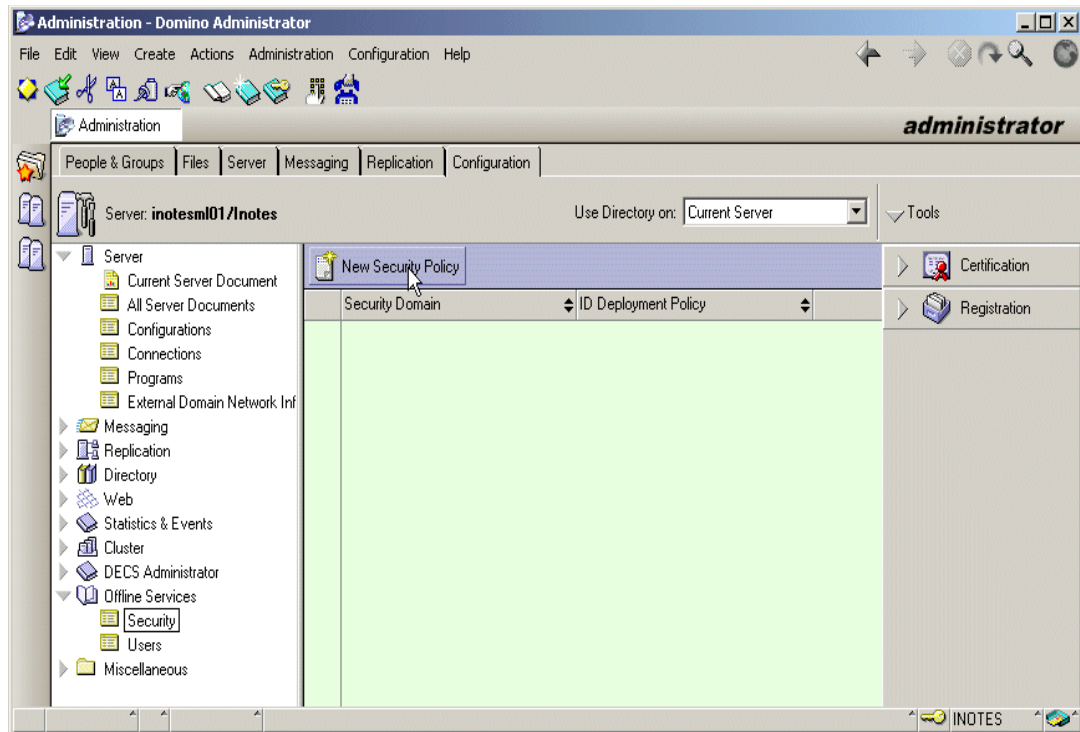 Administration - Domino Administrator
File Edit View Create Actions Administration Configuration Help
Administration
administrator
People & Groups Files Server Messaging Replication Configuration
Server: inotesml01/Inotes
Use Directory on: Current Server
Tools
Server
Current Server Document
All Server Documents
Configurations
Connections
Programs
External Domain Network Inf
Messaging
Replication
Directory
Web
Statistics & Events
Cluster
DECS Administrator
Offline Services
Security
Users
Miscellaneous
New Security Policy
Security Domain ID Deployment Policy
Certification
Registration
INOTES